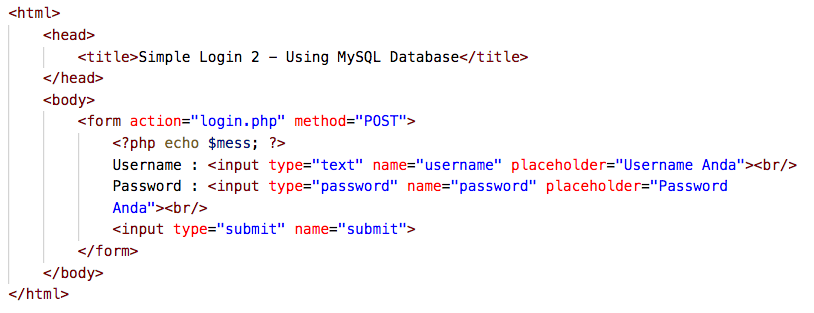 <html>
<head>
<title>Simple Login 2 - Using MySQL Database</title>
</head>
<body>
<form action="login.php" method="POST">
<?php echo $mess; ?>
Username : <input type="text" name="username" placeholder="Username Anda"><br/>
Password : <input type="password" name="password" placeholder="Password
Anda"><br/>
<input type="submit" name="submit">
</form>
</body>
</html>